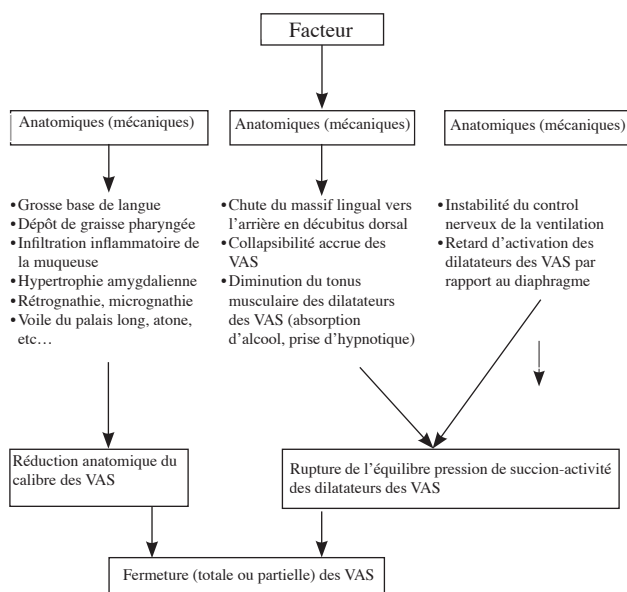 Facteur
Anatomiques (mécaniques)
Anatomiques (mécaniques)
Anatomiques (mécaniques)
•Grosse base de langue
•Dépôt de graisse pharyngée
•Infiltration inflammatoire de
la muqueuse
•Hypertrophie amygdalienne
•Rétrognathie, micrognathie
•Voile du palais long, atone,
etc…
•Chute du massif lingual vers
l’arrière en décubitus dorsal
•Collapsibilité accrue des
VAS
•Diminution du tonus
musculaire des dilatateurs
des VAS (absorption
d’alcool, prise d’hypnotique)
•Instabilité du control
nerveux de la ventilation
•Retard d’activation des
dilatateurs des VAS par
rapport au diaphragme
Réduction anatomique du
calibre des VAS
Rupture de l’équilibre pression de succion-activité
des dilatateurs des VAS
Fermeture (totale ou partielle) des VAS